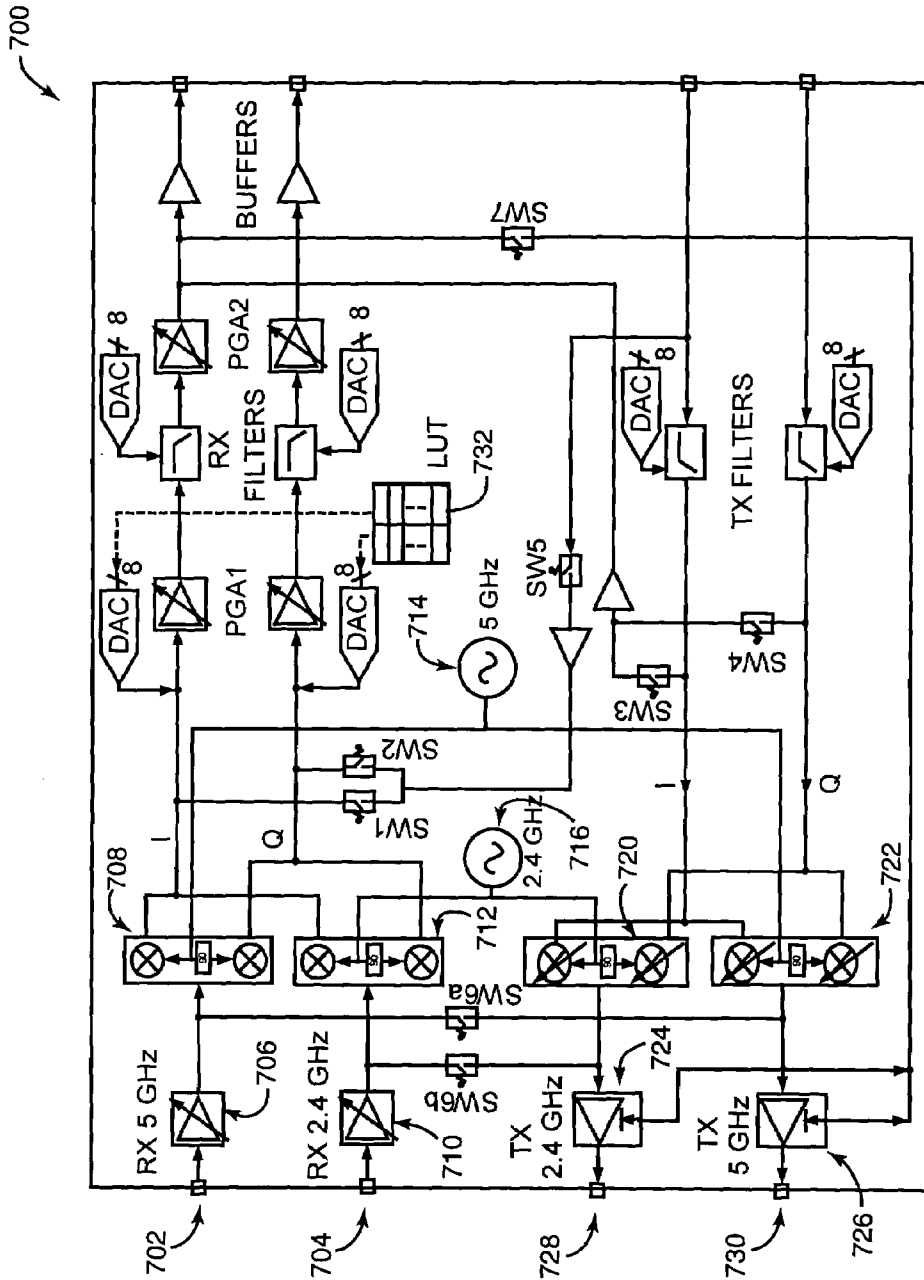 700
BUFFERS
SW7
8
DAC
PGA2
DAC
8
RX
FILTERS
LUT
732
8
DAC
PGA1
8
DAC
714
5 GHz
SW5
DAC
8
TX FILTERS
DAC
8
SW4
SW3
SW2
SW1
I
Q
716
2.4 GHz
I
Q
708
90
712
90
720
90
722
90
SW6a
SW6b
RX 5 GHz
706
RX 2.4 GHz
710
724
TX
2.4 GHz
TX
5 GHz
726
702
704
728
730